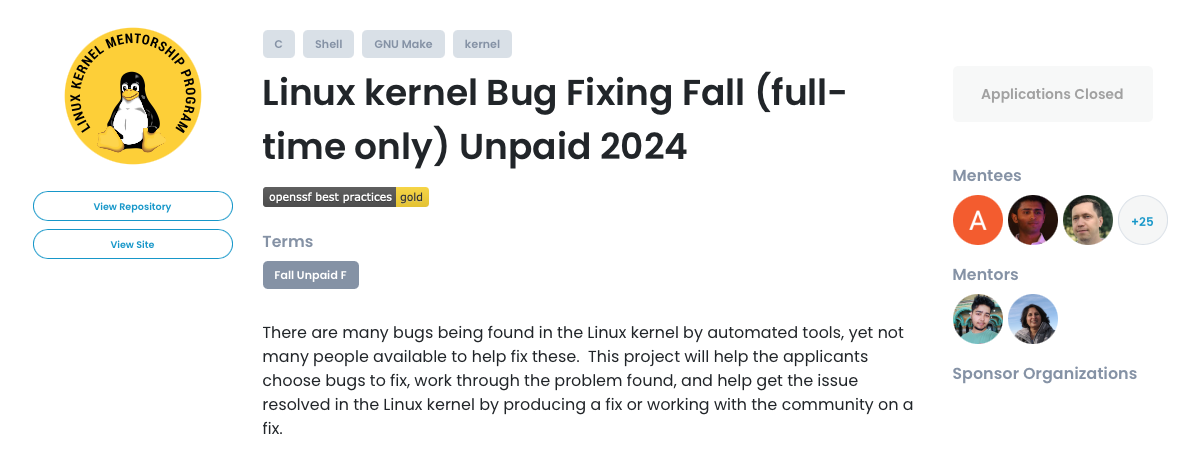 LINUX KERNEL MENTORSHIP PROGRAM
View Repository
View Site
C
Shell
GNU Make
kernel
Linux kernel Bug Fixing Fall (full-
time only) Unpaid 2024
openssf best practices gold
Terms
Fall Unpaid F
There are many bugs being found in the Linux kernel by automated tools, yet not
many people available to help fix these.  This project will help the applicants
choose bugs to fix, work through the problem found, and help get the issue
resolved in the Linux kernel by producing a fix or working with the community on a
fix.
Applications Closed
Mentees
A
+25
Mentors
Sponsor Organizations